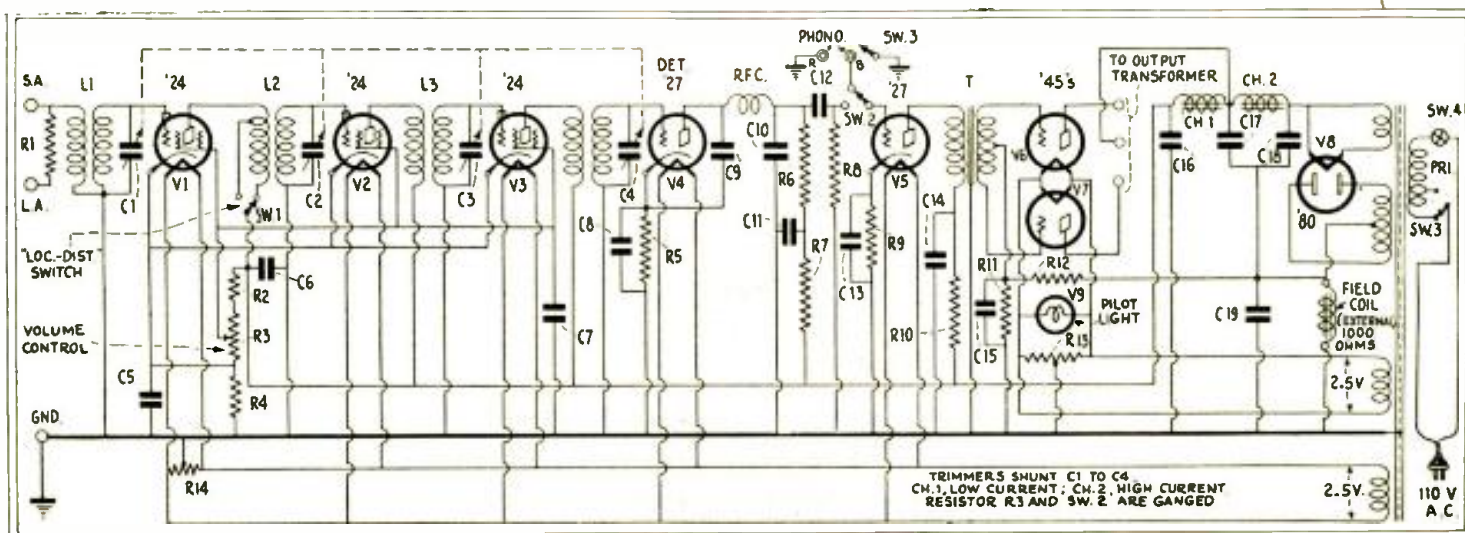 PHONO.
SW.3
R
B
S.A.
L1
'24
L2
'24
L3
'24
DET.
'27
R.F.C.
C12
SW.2
'27
T
'45's
TO OUTPUT
TRANSFORMER
CH.2
SW.4
R1
C1
V1
C2
V2
C3
V3
C4
V4
C9
C10
R6
R8
V5
V6
V7
C16
CH 1
C17
C18
V8
PRI.
'80
SW.3
L.A.
W1
"LOC.-DIST"
SWITCH
C8
R5
C11
R7
C13
R9
C14
R11
R12
R2
C6
VOLUME
CONTROL
R3
C7
R10
C15
V9
PILOT
LIGHT
R13
C19
FIELD
COIL
(EXTERNAL)
1000
OHMS
C5
R4
2.5V
GND.
R14
TRIMMERS SHUNT C1 TO C4
CH.1, LOW CURRENT; CH.2, HIGH CURRENT
RESISTOR R3 AND SW.2 ARE GANGED
2.5V.
110 V
A.C.